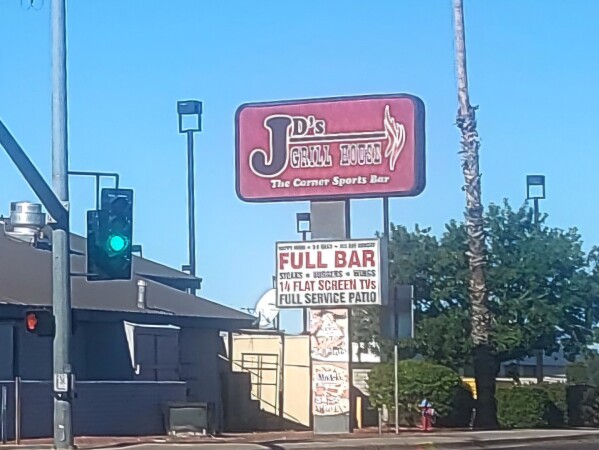 JD's
GRILL HOUSE
The Corner Sports Bar
FULL BAR
STEAKS • BURGERS • WINGS
14 FLAT SCREEN TVs
FULL SERVICE PATIO